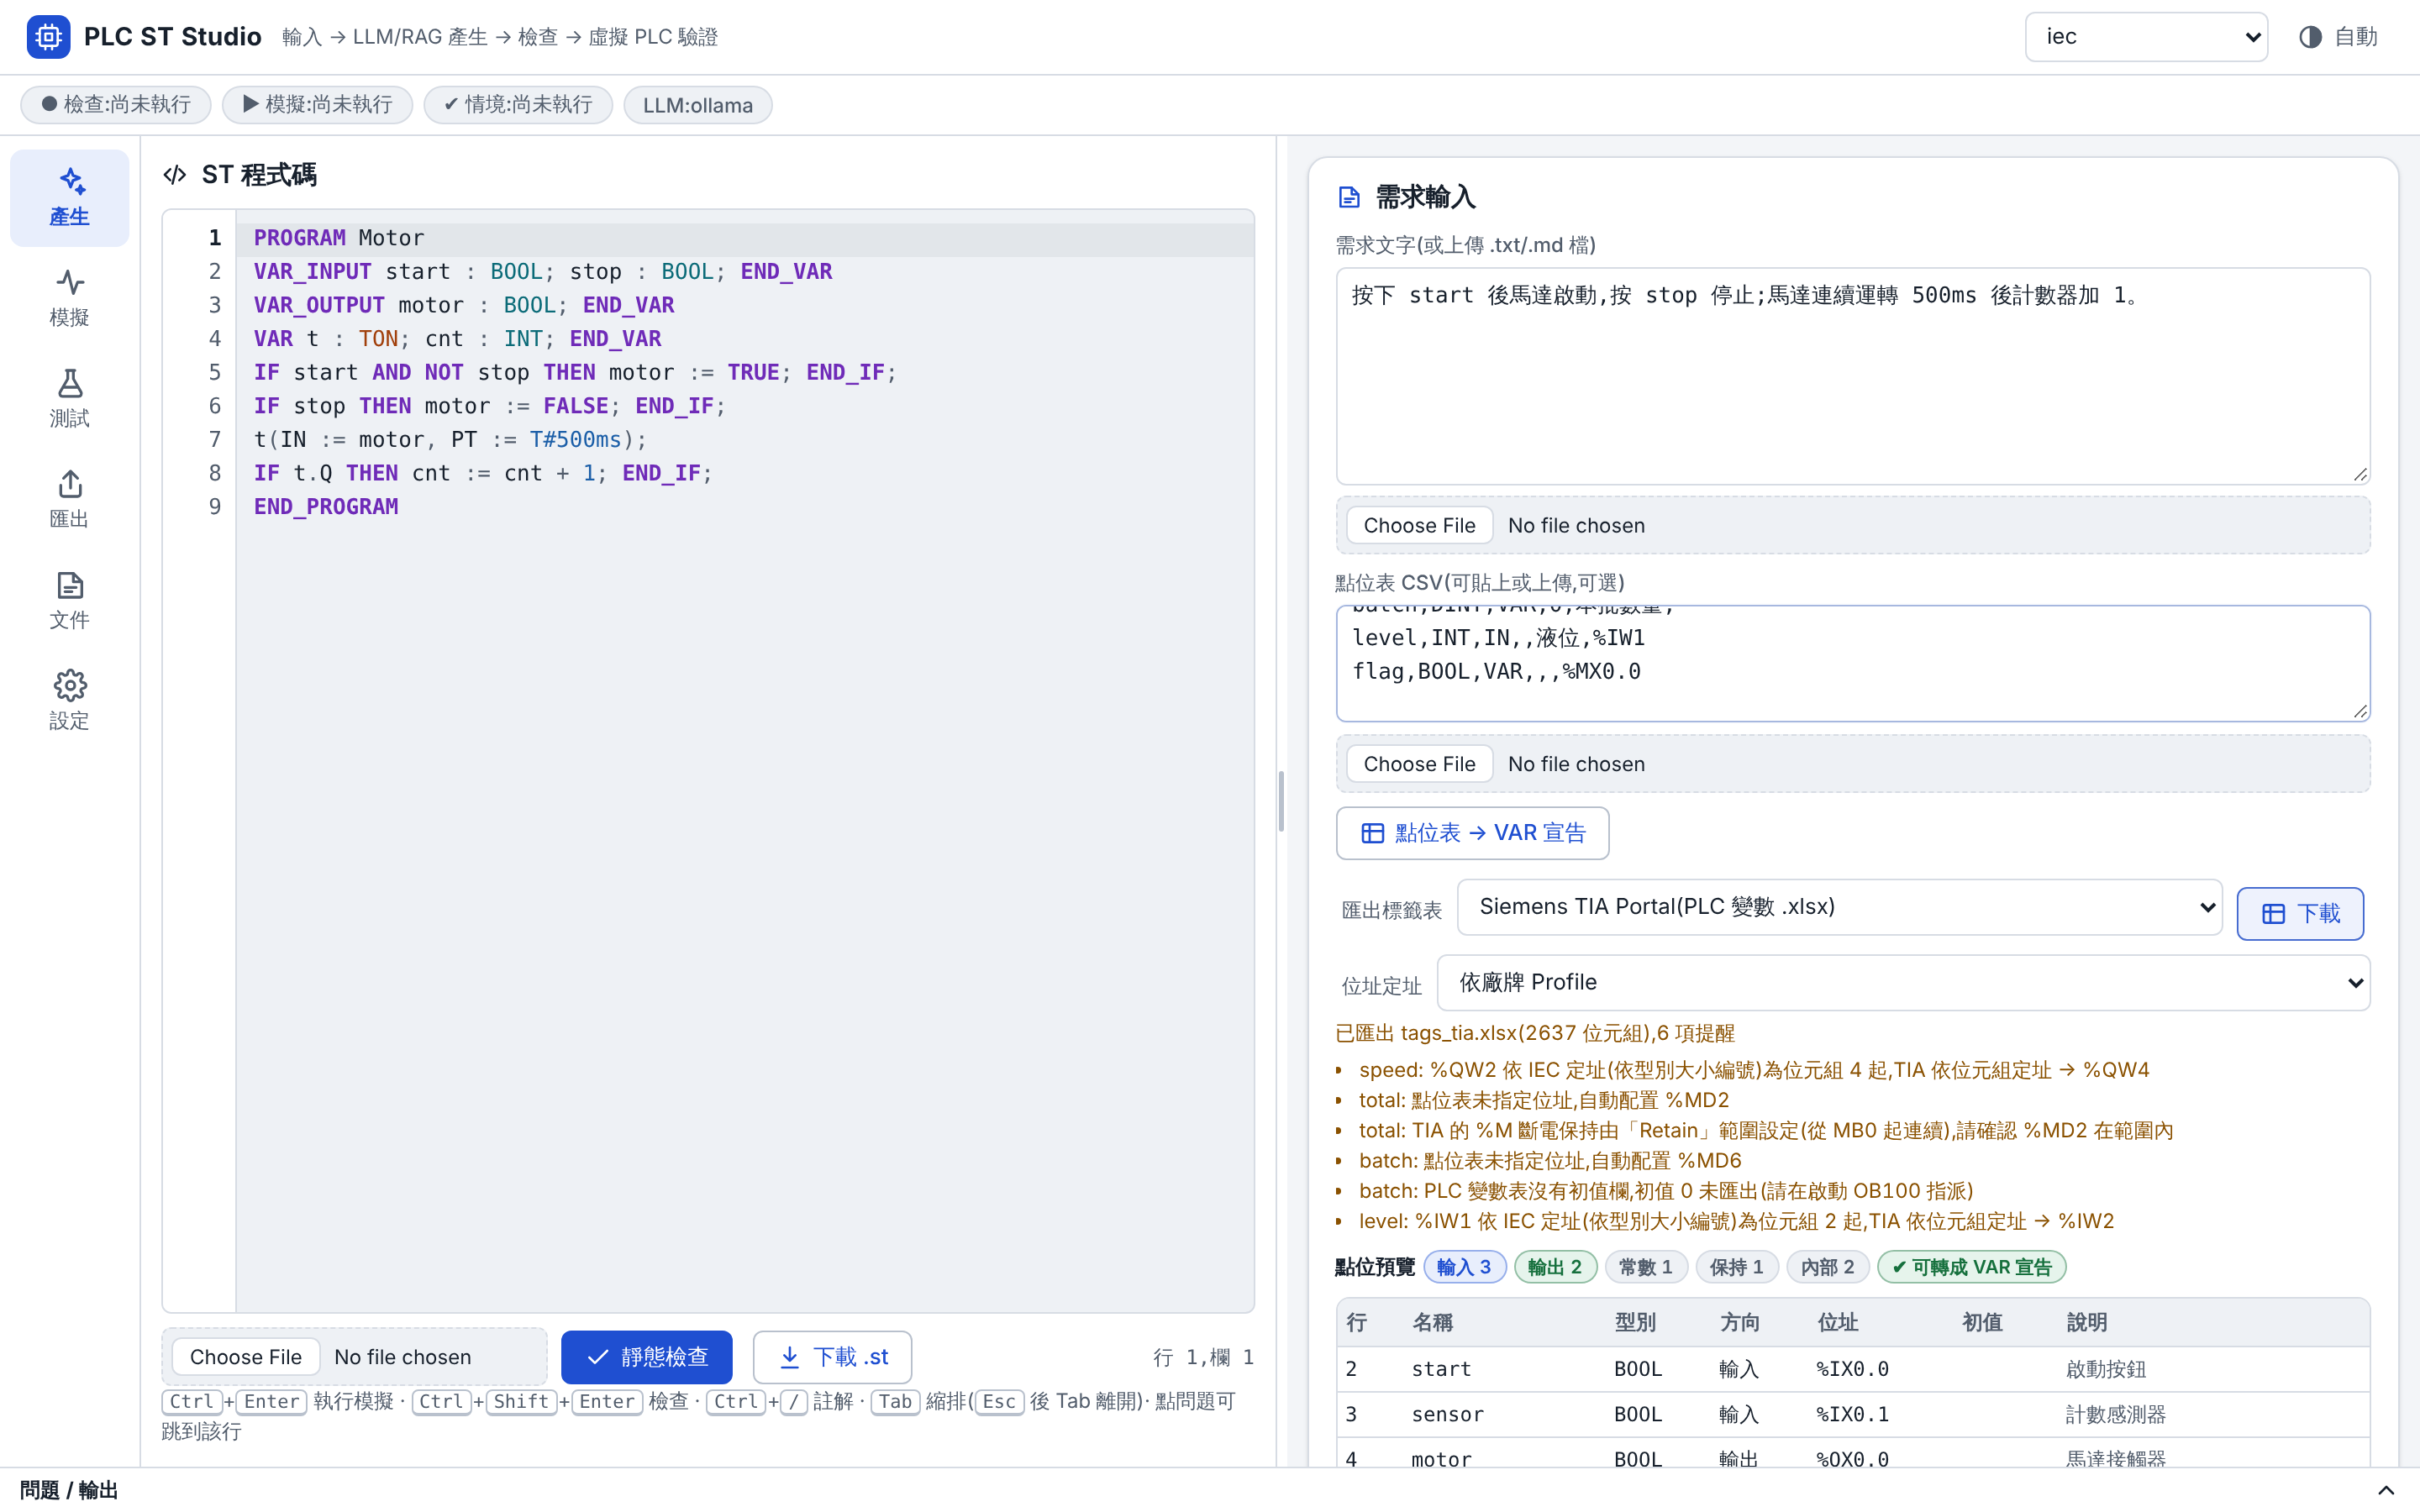 PLC ST Studio 輸入 → LLM/RAG 產生 → 檢查 → 虛擬 PLC 驗證
iec
自動
● 檢查:尚未執行
▶ 模擬:尚未執行
✔ 情境:尚未執行
LLM:ollama
產生
模擬
測試
匯出
文件
設定
ST 程式碼
1 PROGRAM Motor
2 VAR_INPUT start : BOOL; stop : BOOL; END_VAR
3 VAR_OUTPUT motor : BOOL; END_VAR
4 VAR t : TON; cnt : INT; END_VAR
5 IF start AND NOT stop THEN motor := TRUE; END_IF;
6 IF stop THEN motor := FALSE; END_IF;
7 t(IN := motor, PT := T#500ms);
8 IF t.Q THEN cnt := cnt + 1; END_IF;
9 END_PROGRAM
Choose File No file chosen
靜態檢查
下載 .st
行 1,欄 1
Ctrl+Enter 執行模擬 · Ctrl+Shift+Enter 檢查 · Ctrl+/ 註解 · Tab 縮排(Esc 後 Tab 離開)· 點問題可
跳到該行
需求輸入
需求文字(或上傳 .txt/.md 檔)
按下 start 後馬達啟動,按 stop 停止;馬達連續運轉 500ms 後計數器加 1。
Choose File No file chosen
點位表 CSV(可貼上或上傳,可選)
batch,DINT,VAR,0,本批數量,
level,INT,IN,,液位,%IW1
flag,BOOL,VAR,,,%MX0.0
Choose File No file chosen
點位表 → VAR 宣告
匯出標籤表 Siemens TIA Portal(PLC 變數 .xlsx) 下載
位址定址 依廠牌 Profile
已匯出 tags_tia.xlsx(2637 位元組),6 項提醒
• speed: %QW2 依 IEC 定址(依型別大小編號)為位元組 4 起,TIA 依位元組定址 → %QW4
• total: 點位表未指定位址,自動配置 %MD2
• total: TIA 的 %M 斷電保持由「Retain」範圍設定(從 MB0 起連續),請確認 %MD2 在範圍內
• batch: 點位表未指定位址,自動配置 %MD6
• batch: PLC 變數表沒有初值欄,初值 0 未匯出(請在啟動 OB100 指派)
• level: %IW1 依 IEC 定址(依型別大小編號)為位元組 2 起,TIA 依位元組定址 → %IW2
點位預覽 輸入 3 輸出 2 常數 1 保持 1 內部 2 ✔ 可轉成 VAR 宣告
行 名稱 型別 方向 位址 初值 說明
2 start BOOL 輸入 %IX0.0 啟動按鈕
3 sensor BOOL 輸入 %IX0.1 計數感測器
4 motor BOOL 輸出 %QX0.0 馬達接觸器
問題 / 輸出